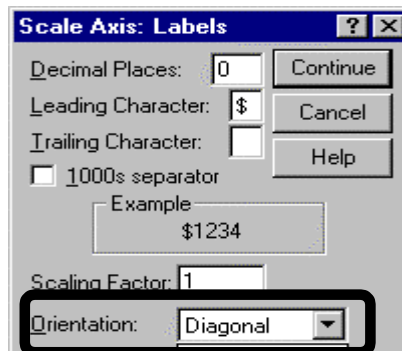 Scale Axis: Labels ? X
Decimal Places: 0 Continue
Leading Character: $ Cancel
Trailing Character:
Help
1000s separator
Example
$1234
Scaling Factor: 1
Orientation: Diagonal